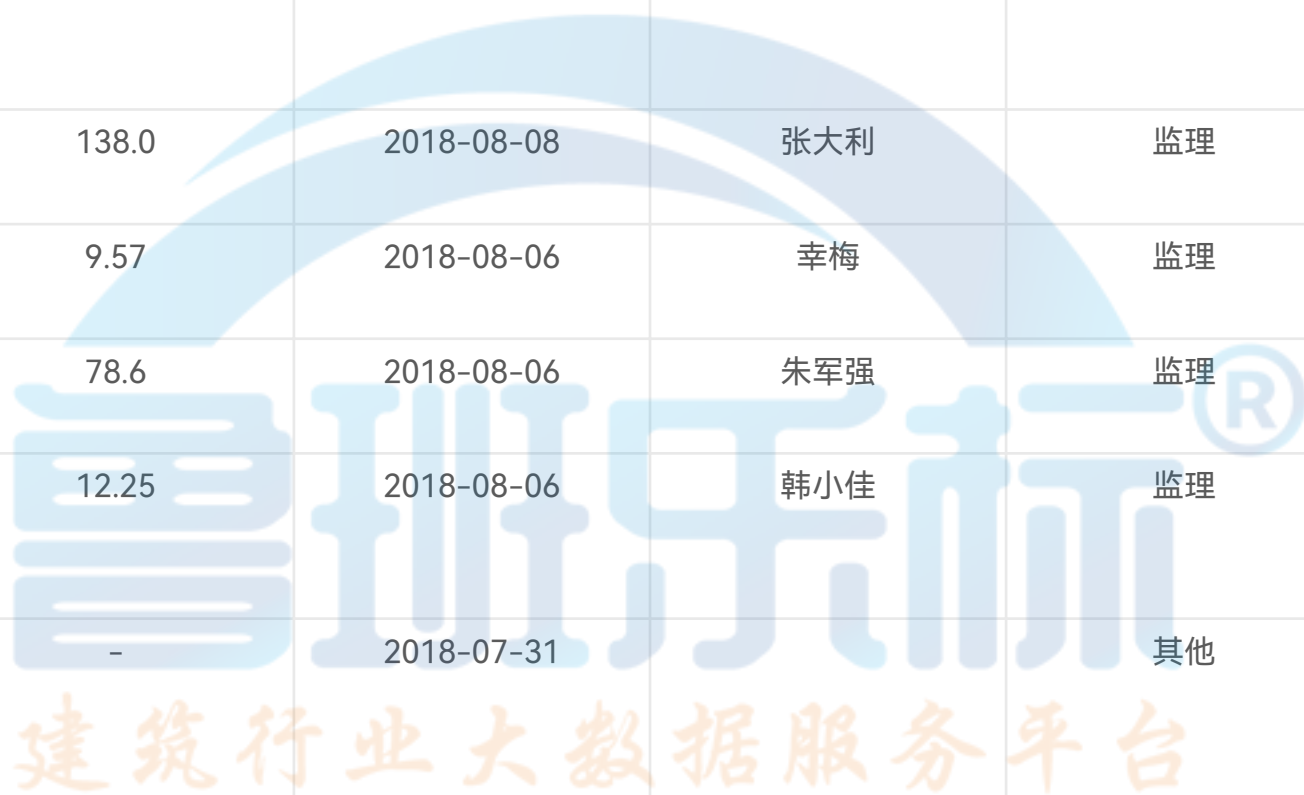 138.0 2018-08-08 张大利 监理
9.57 2018-08-06 幸梅 监理
78.6 2018-08-06 朱军强 监理
鲁班乐标®
12.25 2018-08-06 韩小佳 监理
- 2018-07-31 其他
建筑行业大数据服务平台